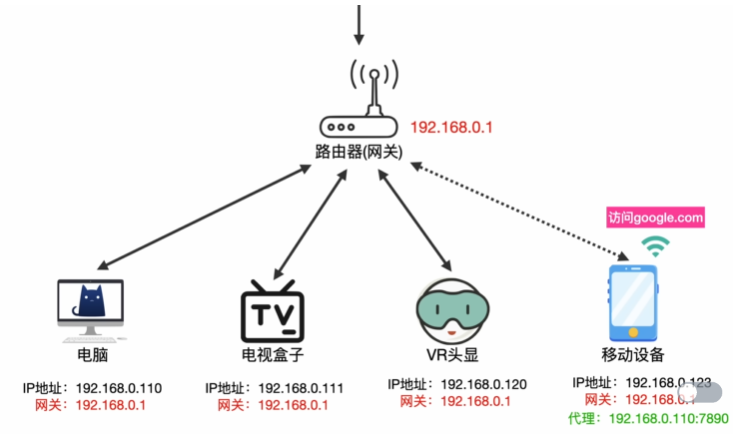 192.168.0.1
路由器(网关)
访问google.com
TV
电脑
电视盒子
VR头显
移动设备
IP地址：192.168.0.110
网关：192.168.0.1
IP地址：192.168.0.111
网关：192.168.0.1
IP地址：192.168.0.120
网关：192.168.0.1
IP地址：192.168.0.123
网关：192.168.0.1
代理：192.168.0.110:7890